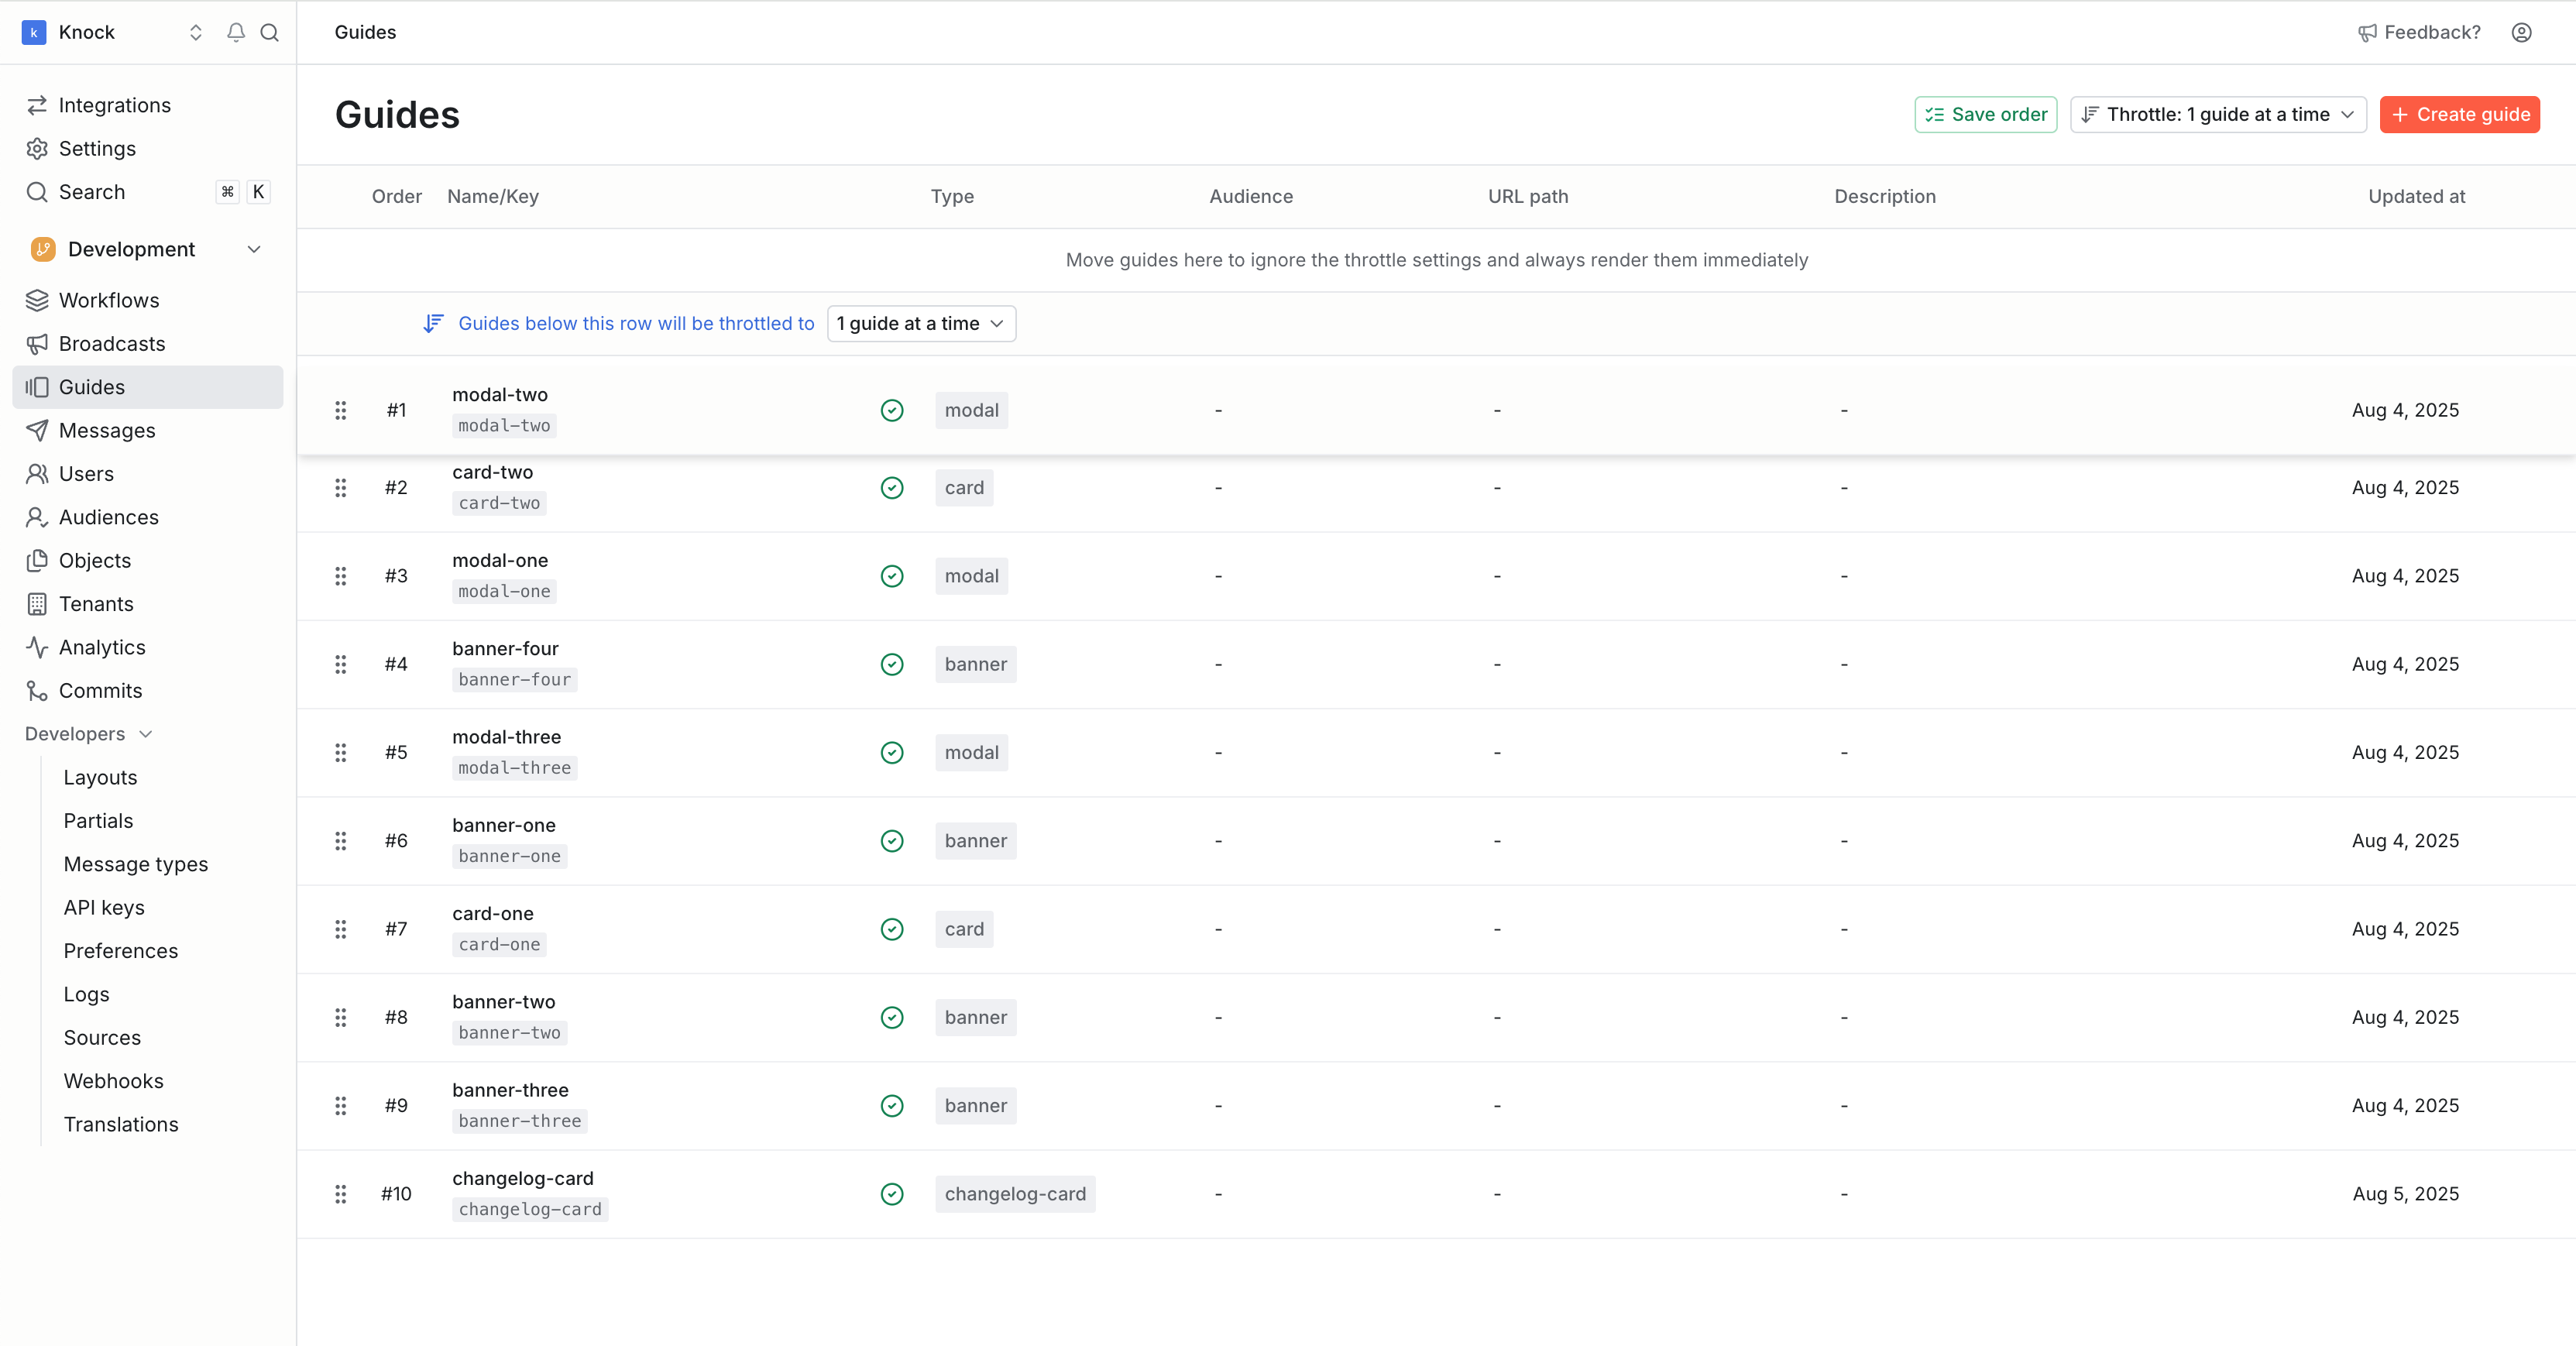 k Knock
Guides
Feedback?
Integrations
Settings
Search ⌘ K
Development
Workflows
Broadcasts
Guides
Messages
Users
Audiences
Objects
Tenants
Analytics
Commits
Developers
Layouts
Partials
Message types
API keys
Preferences
Logs
Sources
Webhooks
Translations
Guides
Save order
Throttle: 1 guide at a time
Create guide
Order Name/Key Type Audience URL path Description Updated at
Move guides here to ignore the throttle settings and always render them immediately
Guides below this row will be throttled to 1 guide at a time
#1 modal-two modal - - - Aug 4, 2025
modal-two
#2 card-two card - - - Aug 4, 2025
card-two
#3 modal-one modal - - - Aug 4, 2025
modal-one
#4 banner-four banner - - - Aug 4, 2025
banner-four
#5 modal-three modal - - - Aug 4, 2025
modal-three
#6 banner-one banner - - - Aug 4, 2025
banner-one
#7 card-one card - - - Aug 4, 2025
card-one
#8 banner-two banner - - - Aug 4, 2025
banner-two
#9 banner-three banner - - - Aug 4, 2025
banner-three
#10 changelog-card changelog-card - - - Aug 5, 2025
changelog-card